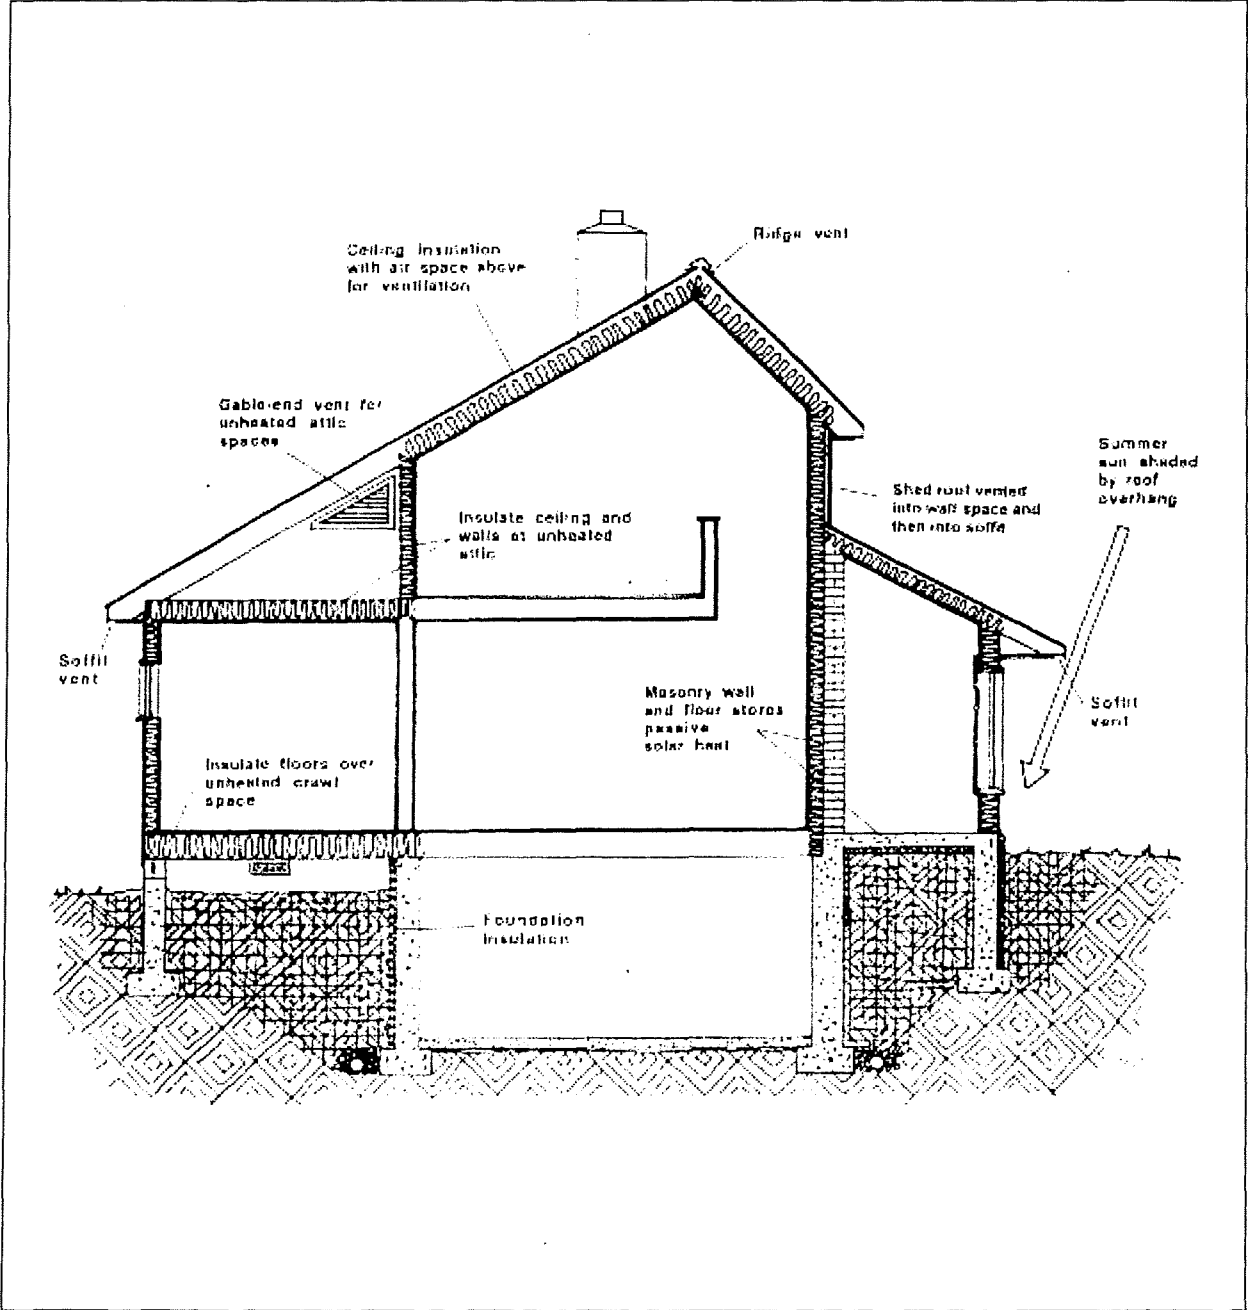 Ridge vent
Ceiling insulation
with air space above
for ventilation
Gable-end vent for
unheated attic
spaces
Summer
sun shaded
by roof
overhang
Shed roof vented
into wall space and
then into soffit
Insulate ceiling and
walls at unheated
attic
Soffit
vent
Masonry wall
and floor stores
passive
solar heat
Soffit
vent
Insulate floors over
unheated crawl
space
Foundation
insulation